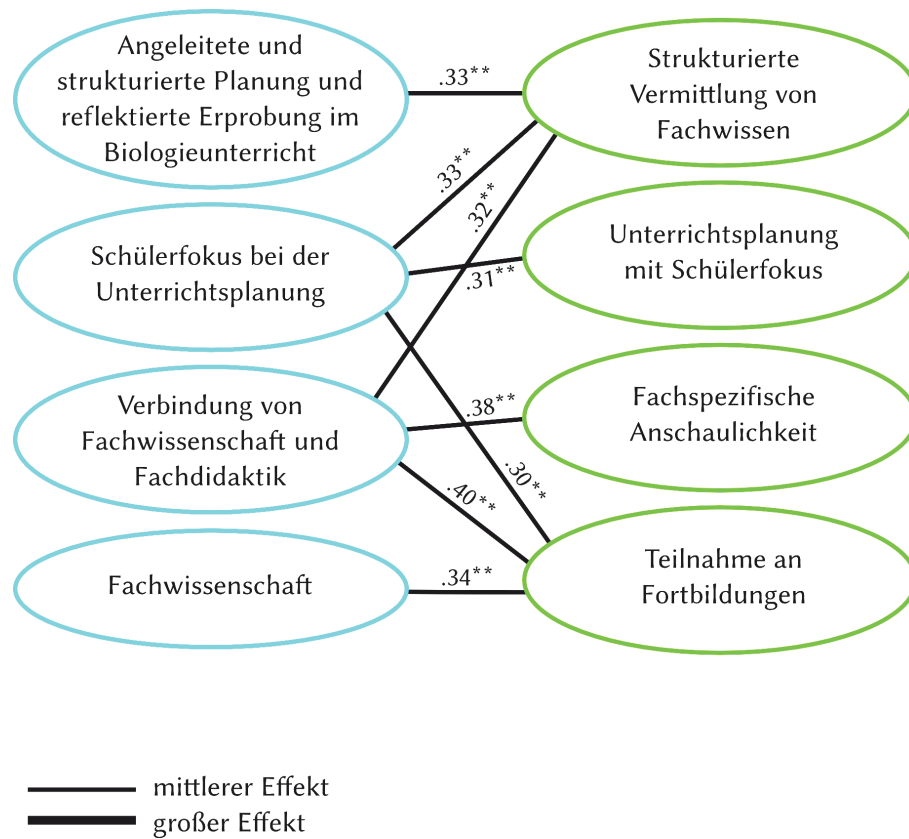 Angeleitete und
strukturierte Planung und
reflektierte Erprobung im
Biologieunterricht
.33**
Strukturierte
Vermittlung von
Fachwissen
.33**
.32**
Schülerfokus bei der
Unterrichtsplanung
.31**
Unterrichtsplanung
mit Schülerfokus
Verbindung von
Fachwissenschaft und
Fachdidaktik
.38**
Fachspezifische
Anschaulichkeit
.30**
.40**
Fachwissenschaft
.34**
Teilnahme an
Fortbildungen
mittlerer Effekt
großer Effekt